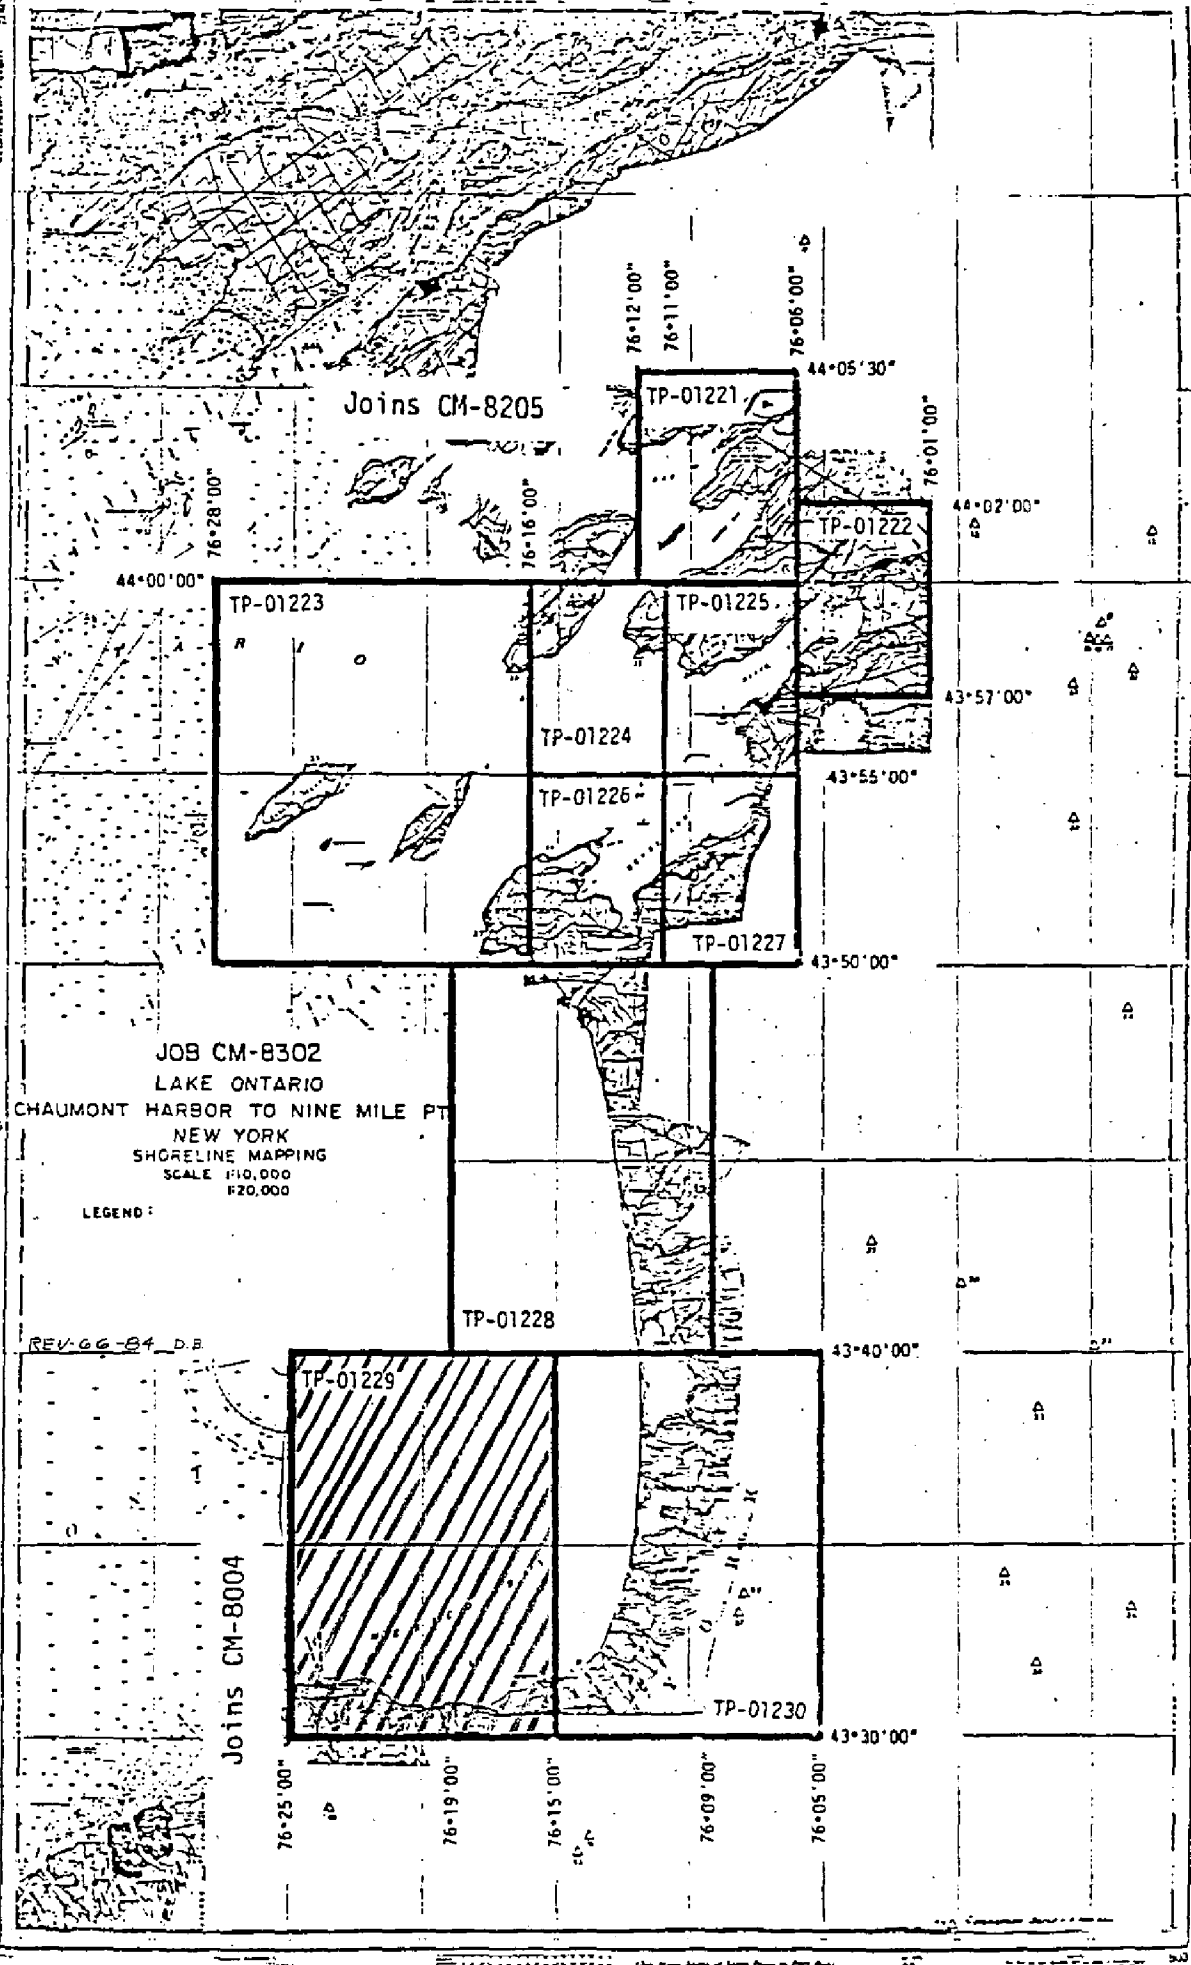 76°12'00"
76°11'00"
76°06'00"
44°05'30"
TP-01221
Joins CM-8205
76°01'00"
76°28'00"
76°16'00"
44°02'00"
TP-01222
44°00'00"
TP-01223
TP-01225
R I O
43°57'00"
TP-01224
43°55'00"
TP-01226
TP-01227
43°50'00"
JOB CM-8302
LAKE ONTARIO
CHAUMONT HARBOR TO NINE MILE PT
NEW YORK
SHORELINE MAPPING
SCALE 1:10,000
1:20,000
LEGEND:
TP-01228
REV-G6-84 D.B.
43°40'00"
TP-01229
Joins CM-8004
TP-01230
43°30'00"
76°25'00"
76°19'00"
76°15'00"
76°09'00"
76°05'00"